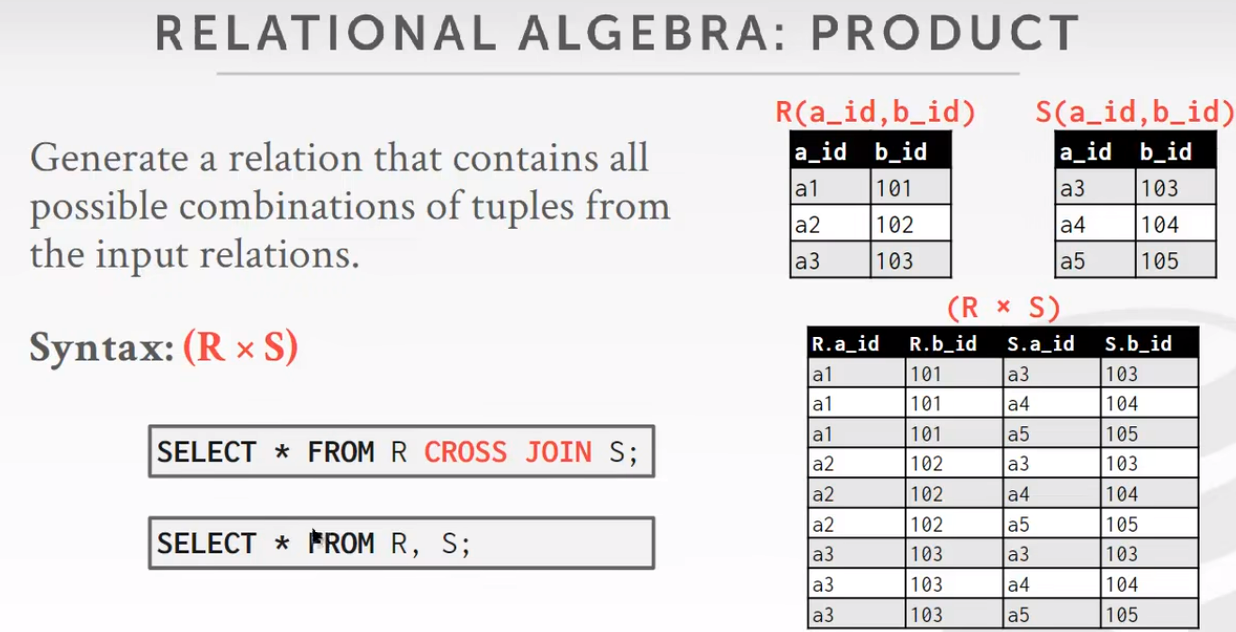 RELATIONAL ALGEBRA: PRODUCT
Generate a relation that contains all
possible combinations of tuples from
the input relations.
Syntax: (R × S)
SELECT * FROM R CROSS JOIN S;
SELECT * FROM R, S;
R(a_id,b_id)
a_id b_id
a1 101
a2 102
a3 103
S(a_id,b_id)
a_id b_id
a3 103
a4 104
a5 105
(R × S)
R.a_id R.b_id S.a_id S.b_id
a1 101 a3 103
a1 101 a4 104
a1 101 a5 105
a2 102 a3 103
a2 102 a4 104
a2 102 a5 105
a3 103 a3 103
a3 103 a4 104
a3 103 a5 105